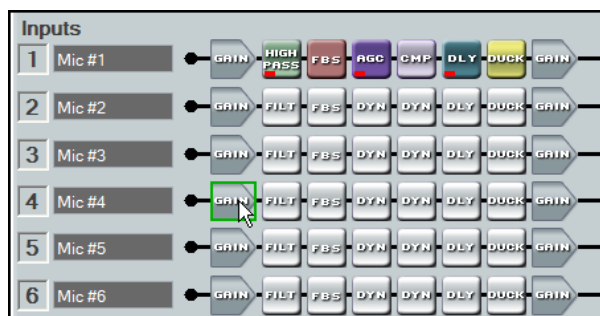 Inputs
1 Mic #1 GAIN HIGH PASS FBS AGC CMP DLY DUCK GAIN
2 Mic #2 GAIN FILT FBS DYN DYN DLY DUCK GAIN
3 Mic #3 GAIN FILT FBS DYN DYN DLY DUCK GAIN
4 Mic #4 GAIN FILT FBS DYN DYN DLY DUCK GAIN
5 Mic #5 GAIN FILT FBS DYN DYN DLY DUCK GAIN
6 Mic #6 GAIN FILT FBS DYN DYN DLY DUCK GAIN